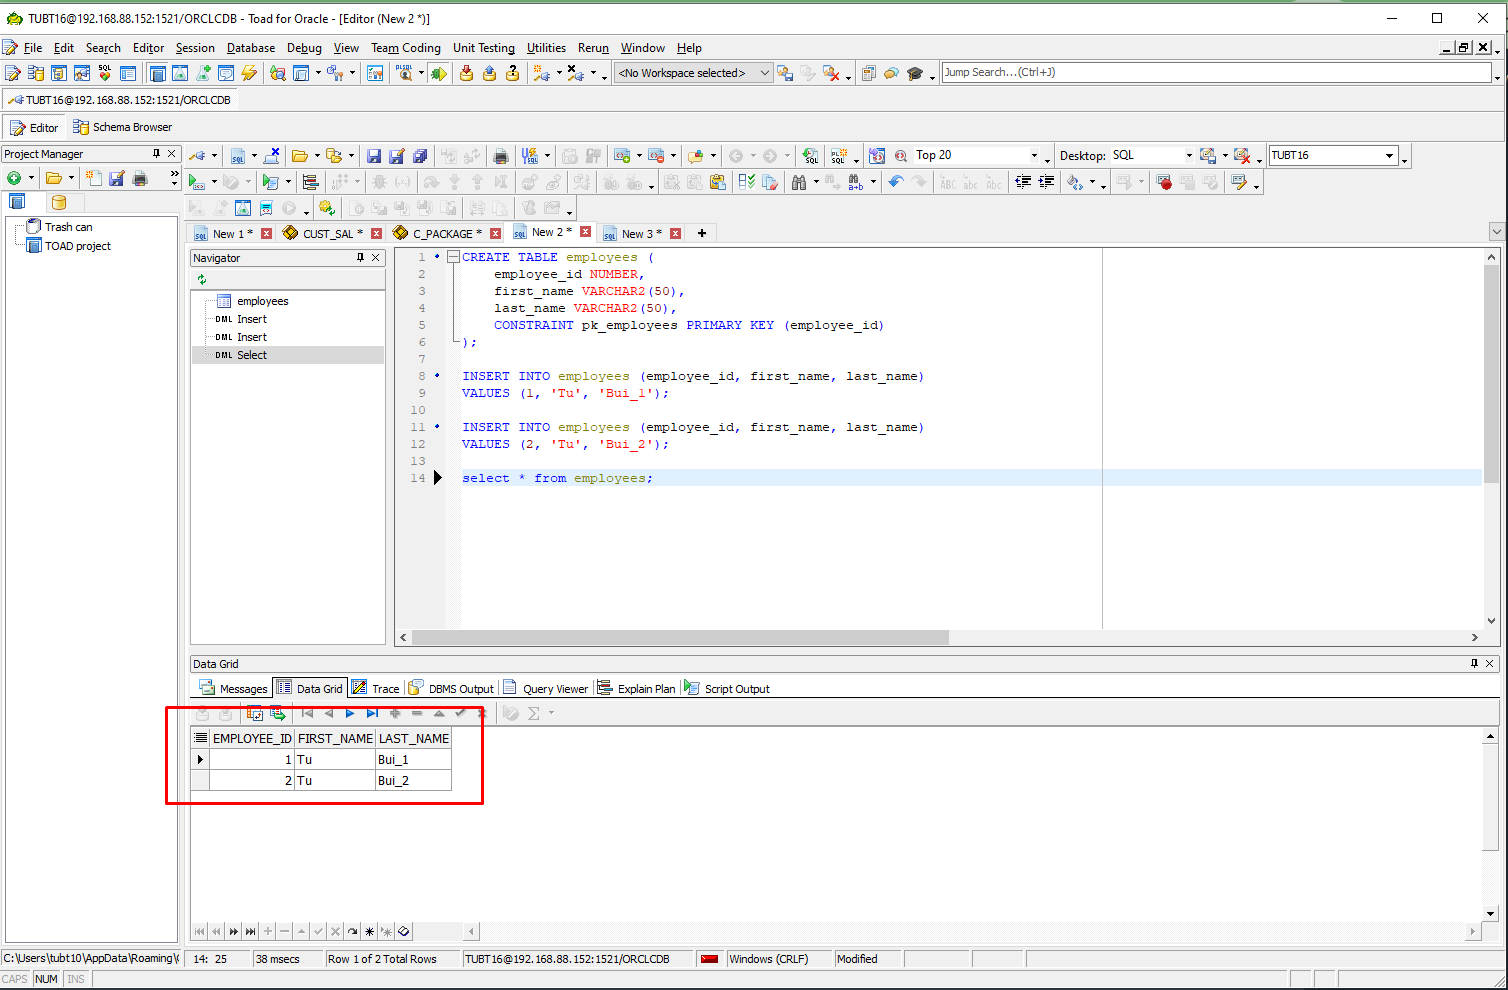 TUBT16@192.168.88.152:1521/ORCLCDB - Toad for Oracle - [Editor (New 2 *)]
File Edit Search Editor Session Database Debug View Team Coding Unit Testing Utilities Rerun Window Help
<No Workspace selected> Jump Search...(Ctrl+J)
TUBT16@192.168.88.152:1521/ORCLCDB
Editor Schema Browser
Project Manager
Top 20 Desktop: SQL TUBT16
Trash can
TOAD project
New 1 * CUST_SAL * C_PACKAGE * New 2 * New 3 * +
Navigator
employees
DML Insert
DML Insert
DML Select
1 CREATE TABLE employees (
2 employee_id NUMBER,
3 first_name VARCHAR2(50),
4 last_name VARCHAR2(50),
5 CONSTRAINT pk_employees PRIMARY KEY (employee_id)
6 );
7
8 INSERT INTO employees (employee_id, first_name, last_name)
9 VALUES (1, 'Tu', 'Bui_1');
10
11 INSERT INTO employees (employee_id, first_name, last_name)
12 VALUES (2, 'Tu', 'Bui_2');
13
14 select * from employees;
Data Grid
Messages Data Grid Trace DBMS Output Query Viewer Explain Plan Script Output
EMPLOYEE_ID FIRST_NAME LAST_NAME
1 Tu Bui_1
2 Tu Bui_2
C:\Users\tubt10\AppData\Roaming\ 14: 25 38 msecs Row 1 of 2 Total Rows TUBT16@192.168.88.152:1521/ORCLCDB Windows (CRLF) Modified
CAPS NUM INS